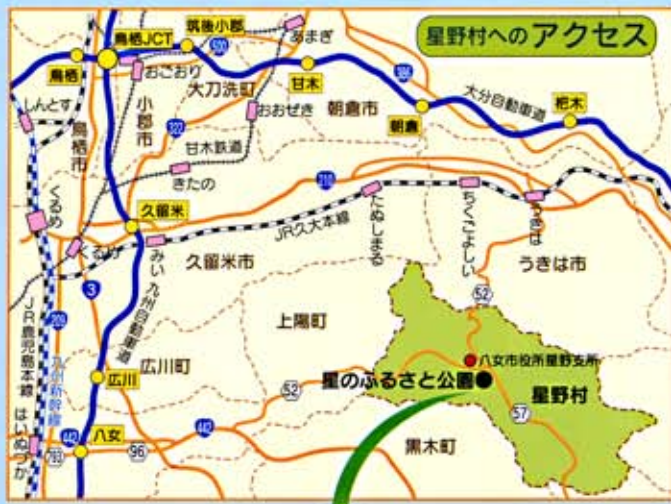 星野村へのアクセス
筑後小郡
鳥栖JCT
鳥栖
500
あまぎ
おごおり
甘木
386
大刀洗町
しんとす
鳥栖市
小郡市
おおぜき
朝倉市
朝倉
大分自動車道
杷木
322
甘木鉄道
きたの
210
くるめ
久留米
たぬしまる
ちくごよしい
うきは
JR久大本線
くるめ
みい
久留米市
うきは市
九州自動車道
3
上陽町
52
209
JR鹿児島本線
九州新幹線
広川
広川町
52
八女市役所星野支所
星のふるさと公園
星野村
57
はいぬづか
442
八女
96
442
黒木町